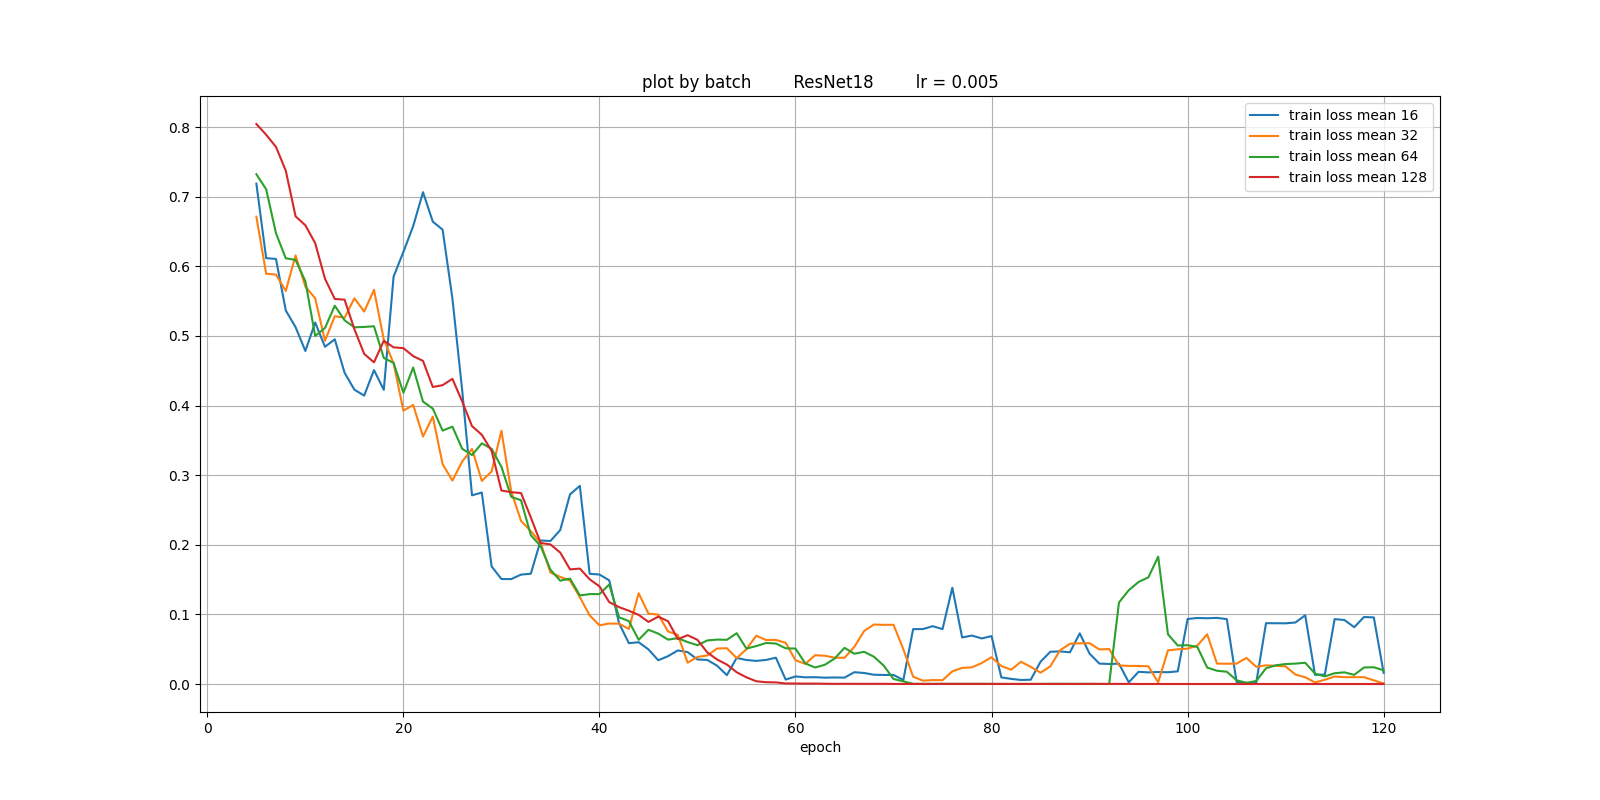 plot by batch        ResNet18        lr = 0.005
train loss mean 16
train loss mean 32
train loss mean 64
train loss mean 128
0.8
0.7
0.6
0.5
0.4
0.3
0.2
0.1
0.0
0 20 40 60 80 100 120
epoch